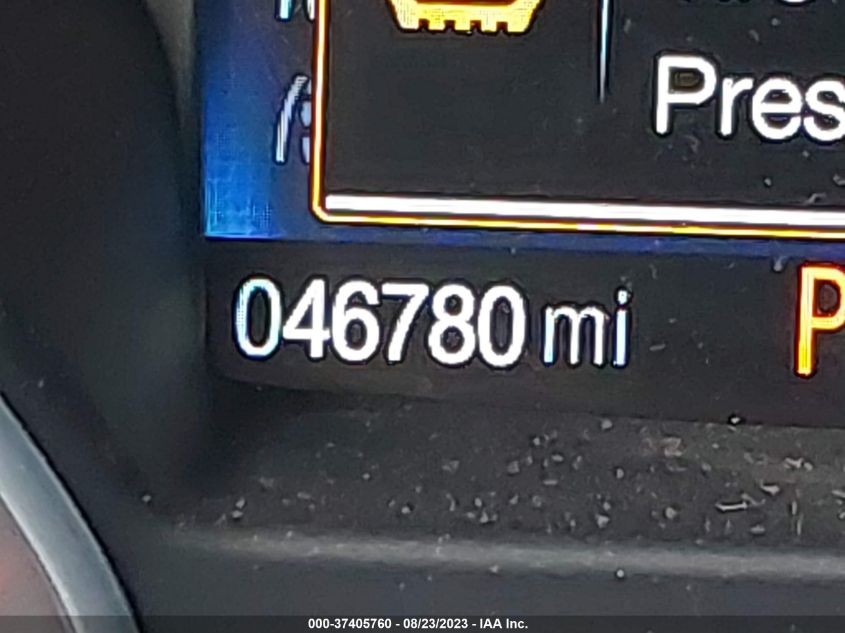 Pres
046780 mi
P
000-37405760 - 08/23/2023 - IAA Inc.